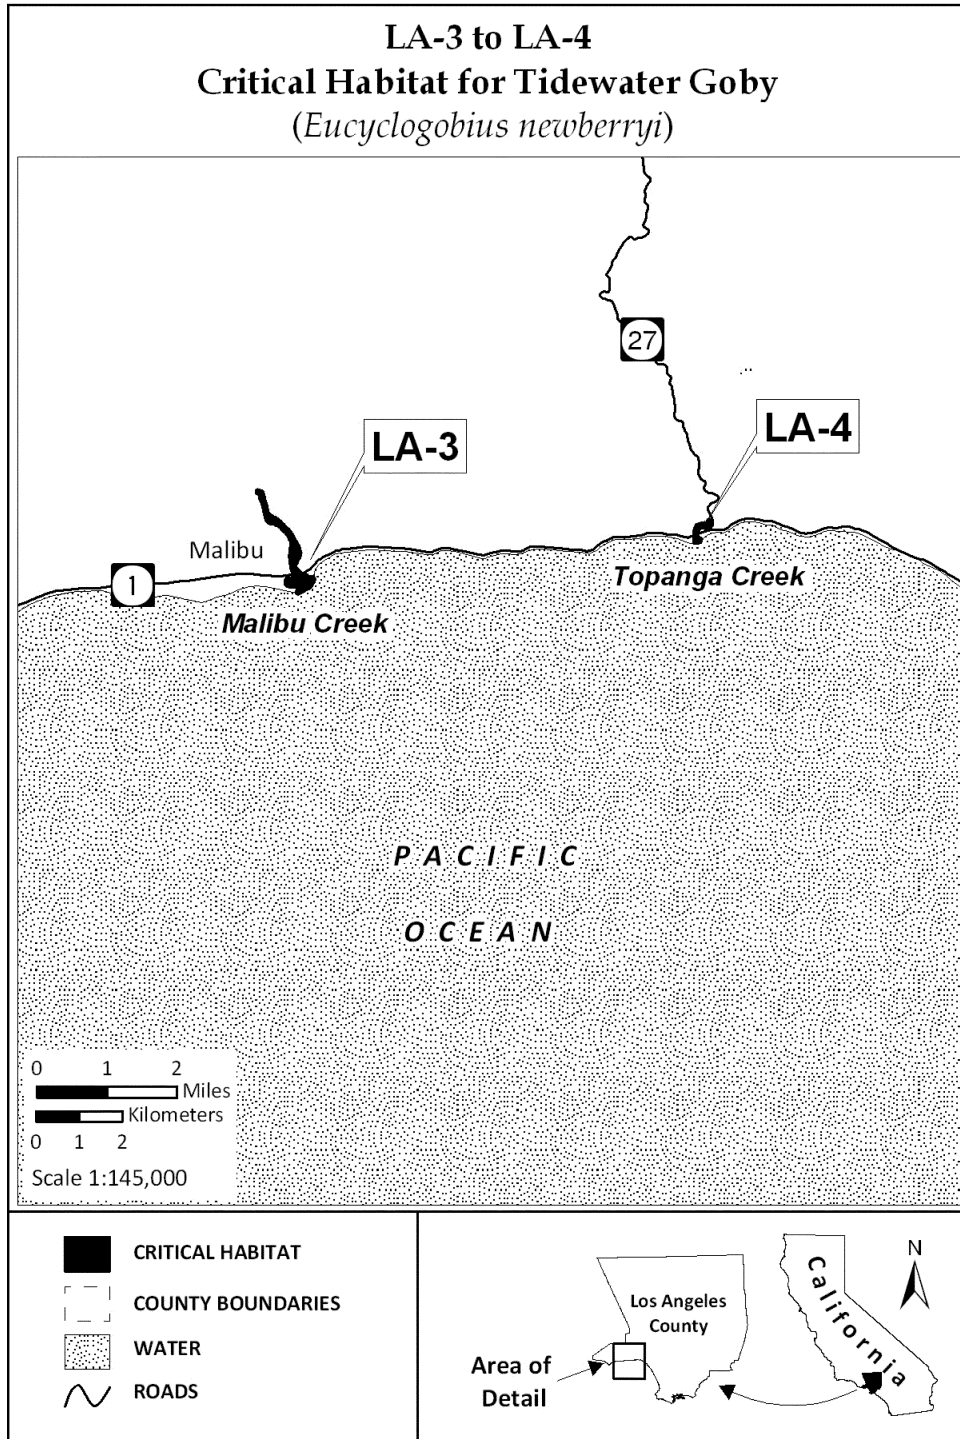 LA-3 to LA-4
Critical Habitat for Tidewater Goby
(Eucyclogobius newberryi)
27
LA-4
LA-3
Malibu
1
Topanga Creek
Malibu Creek
PACIFIC
OCEAN
0 1 2
Miles
Kilometers
0 1 2
Scale 1:145,000
CRITICAL HABITAT
COUNTY BOUNDARIES
WATER
ROADS
Los Angeles
County
Area of
Detail
California
N